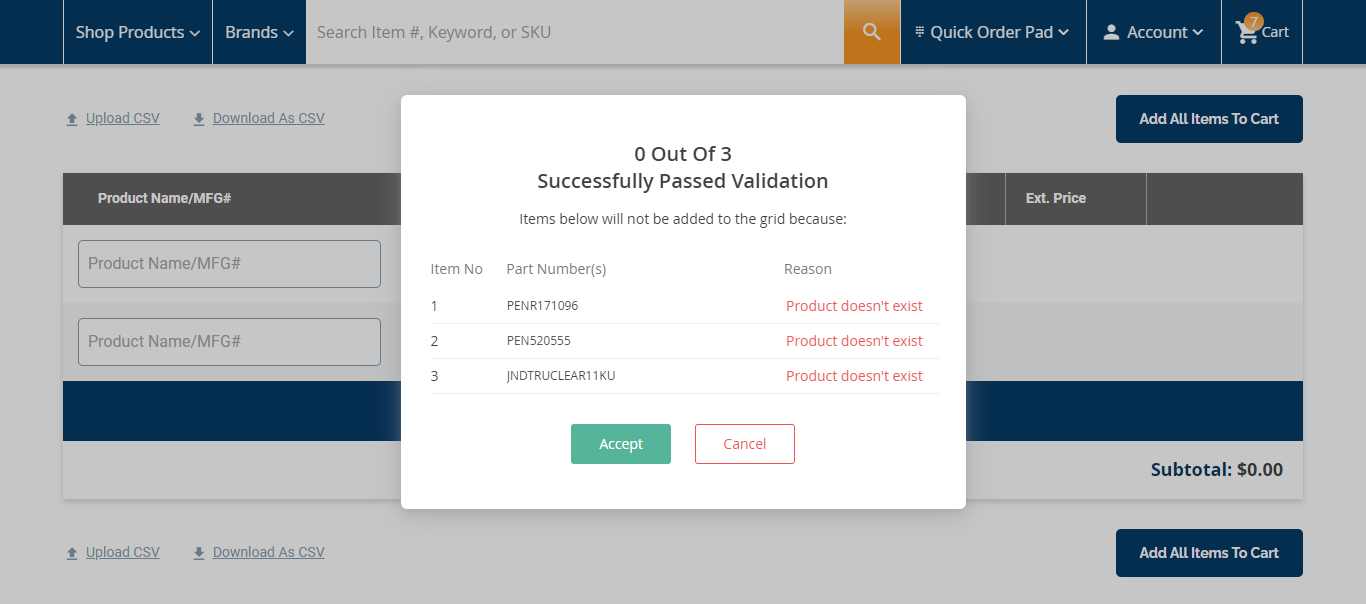 Shop Products
Brands
Search Item #, Keyword, or SKU
Quick Order Pad
Account
7
Cart
Upload CSV
Download As CSV
Add All Items To Cart
Product Name/MFG#
Ext. Price
Product Name/MFG#
Product Name/MFG#
0 Out Of 3
Successfully Passed Validation
Items below will not be added to the grid because:
Item No Part Number(s) Reason
1 PENR171096 Product doesn't exist
2 PEN520555 Product doesn't exist
3 JNDTRUCLEAR11KU Product doesn't exist
Accept
Cancel
Subtotal: $0.00
Upload CSV
Download As CSV
Add All Items To Cart